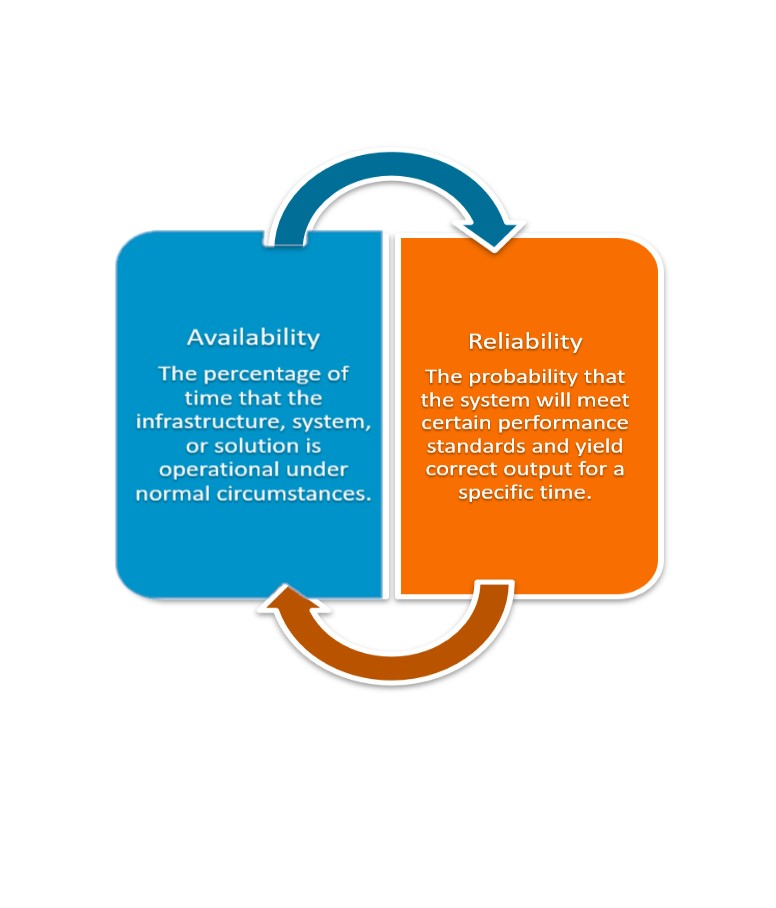 Availability
The percentage of
time that the
infrastructure, system,
or solution is
operational under
normal circumstances.
Reliability
The probability that
the system will meet
certain performance
standards and yield
correct output for a
specific time.